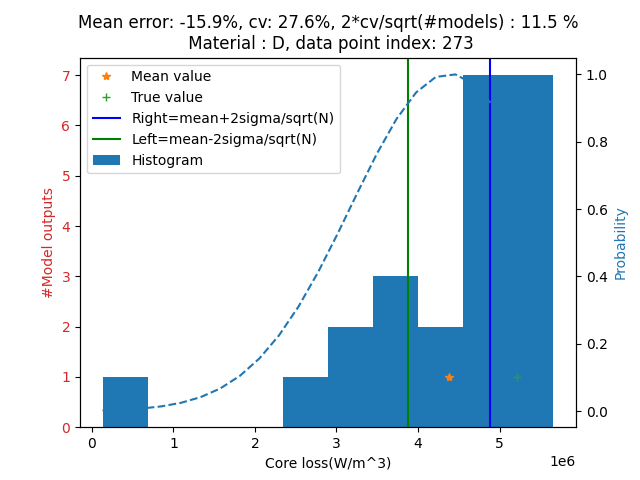 Mean error: -15.9%, cv: 27.6%, 2*cv/sqrt(#models) : 11.5 %
Material : D, data point index: 273
Mean value
True value
Right=mean+2sigma/sqrt(N)
Left=mean-2sigma/sqrt(N)
Histogram
#Model outputs
7
6
5
4
3
2
1
0
Probability
1.0
0.8
0.6
0.4
0.2
0.0
0 1 2 3 4 5
1e6
Core loss(W/m^3)